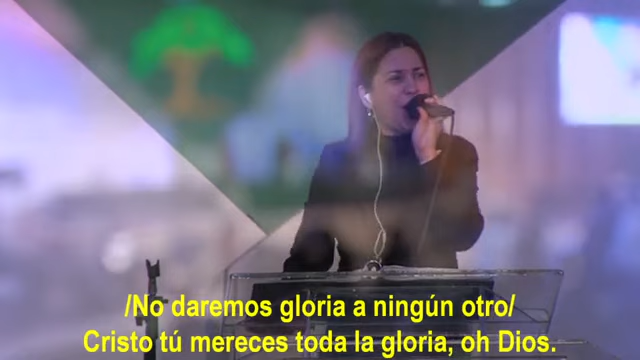 /No daremos gloria a ningún otro/
Cristo tú mereces toda la gloria, oh Dios.